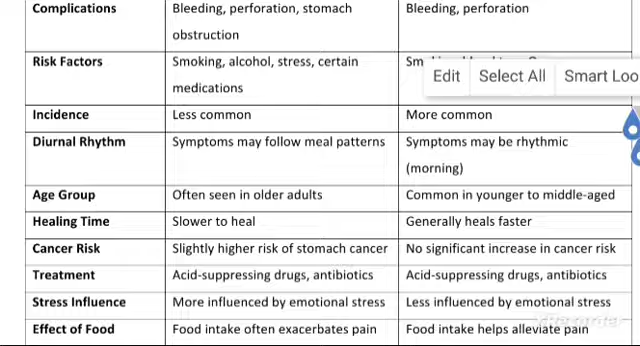 Complications Bleeding, perforation, stomach Bleeding, perforation
obstruction
Risk Factors Smoking, alcohol, stress, certain
medications
Edit Select All Smart Loo
Incidence Less common More common
Diurnal Rhythm Symptoms may follow meal patterns Symptoms may be rhythmic
(morning)
Age Group Often seen in older adults Common in younger to middle-aged
Healing Time Slower to heal Generally heals faster
Cancer Risk Slightly higher risk of stomach cancer No significant increase in cancer risk
Treatment Acid-suppressing drugs, antibiotics Acid-suppressing drugs, antibiotics
Stress Influence More influenced by emotional stress Less influenced by emotional stress
Effect of Food Food intake often exacerbates pain Food intake helps alleviate pain
XRecorder